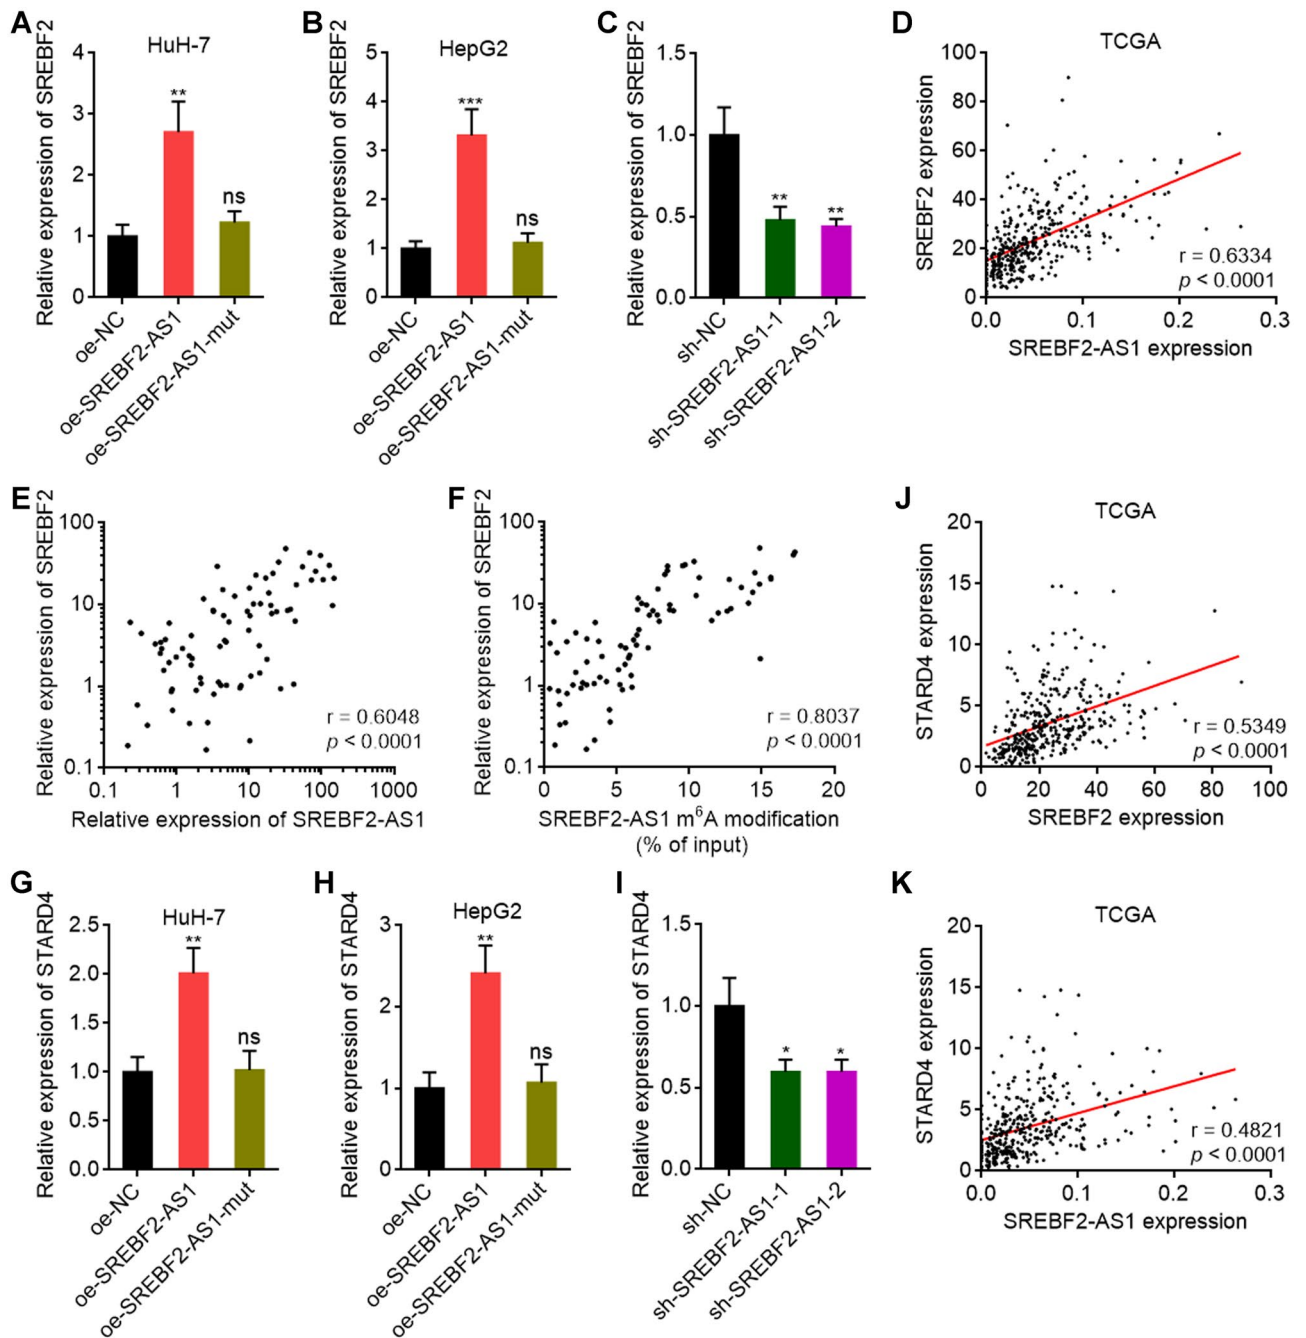 A
HuH-7
Relative expression of SREBF2
4
3
2
1
0
**
ns
oe-NC
oe-SREBF2-AS1
oe-SREBF2-AS1-mut
B
HepG2
Relative expression of SREBF2
5
4
3
2
1
0
***
ns
oe-NC
oe-SREBF2-AS1
oe-SREBF2-AS1-mut
C
Relative expression of SREBF2
1.5
1.0
0.5
0.0
**
**
sh-NC
sh-SREBF2-AS1-1
sh-SREBF2-AS1-2
D
TCGA
SREBF2 expression
100
80
60
40
20
0
r = 0.6334
p < 0.0001
0.0 0.1 0.2 0.3
SREBF2-AS1 expression
E
Relative expression of SREBF2
100
10
1
0.1
r = 0.6048
p < 0.0001
0.1 1 10 100 1000
Relative expression of SREBF2-AS1
F
Relative expression of SREBF2
100
10
1
0.1
r = 0.8037
p < 0.0001
0 5 10 15 20
SREBF2-AS1 m⁶A modification
(% of input)
J
TCGA
STARD4 expression
20
15
10
5
0
r = 0.5349
p < 0.0001
0 20 40 60 80 100
SREBF2 expression
G
HuH-7
Relative expression of STARD4
2.5
2.0
1.5
1.0
0.5
0.0
**
ns
oe-NC
oe-SREBF2-AS1
oe-SREBF2-AS1-mut
H
HepG2
Relative expression of STARD4
3
2
1
0
**
ns
oe-NC
oe-SREBF2-AS1
oe-SREBF2-AS1-mut
I
Relative expression of STARD4
1.5
1.0
0.5
0.0
*
*
sh-NC
sh-SREBF2-AS1-1
sh-SREBF2-AS1-2
K
TCGA
STARD4 expression
20
15
10
5
0
r = 0.4821
p < 0.0001
0.0 0.1 0.2 0.3
SREBF2-AS1 expression